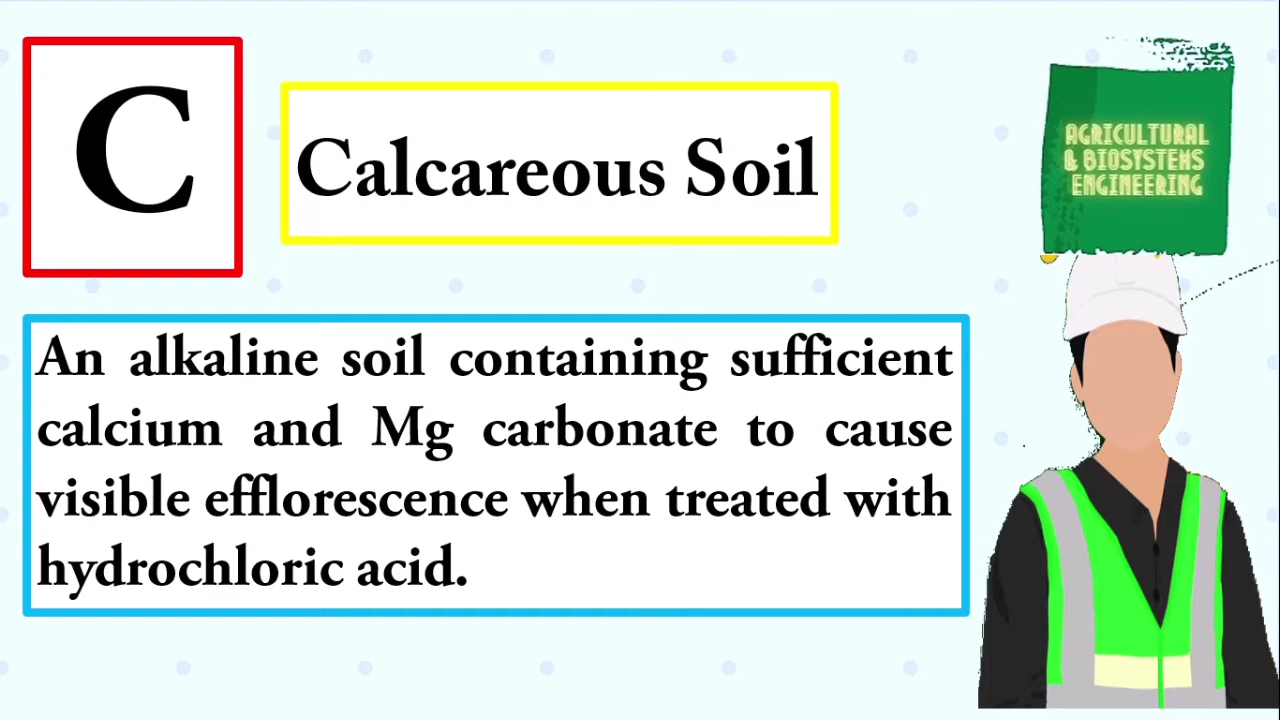 C
Calcareous Soil
AGRICULTURAL
& BIOSYSTEMS
ENGINEERING
An alkaline soil containing sufficient
calcium and Mg carbonate to cause
visible efflorescence when treated with
hydrochloric acid.